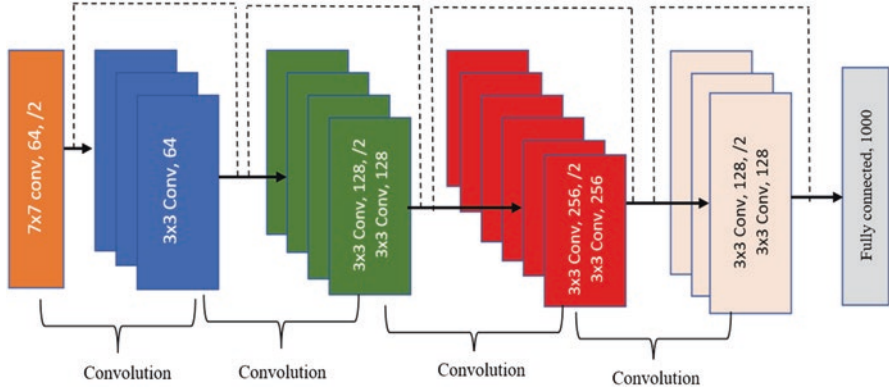 7x7 conv, 64, /2
3x3 Conv, 64
3x3 Conv, 128, /2
3x3 Conv, 128
3x3 Conv, 256, /2
3x3 Conv, 256
3x3 Conv, 128, /2
3x3 Conv, 128
Fully connected, 1000
Convolution
Convolution
Convolution
Convolution